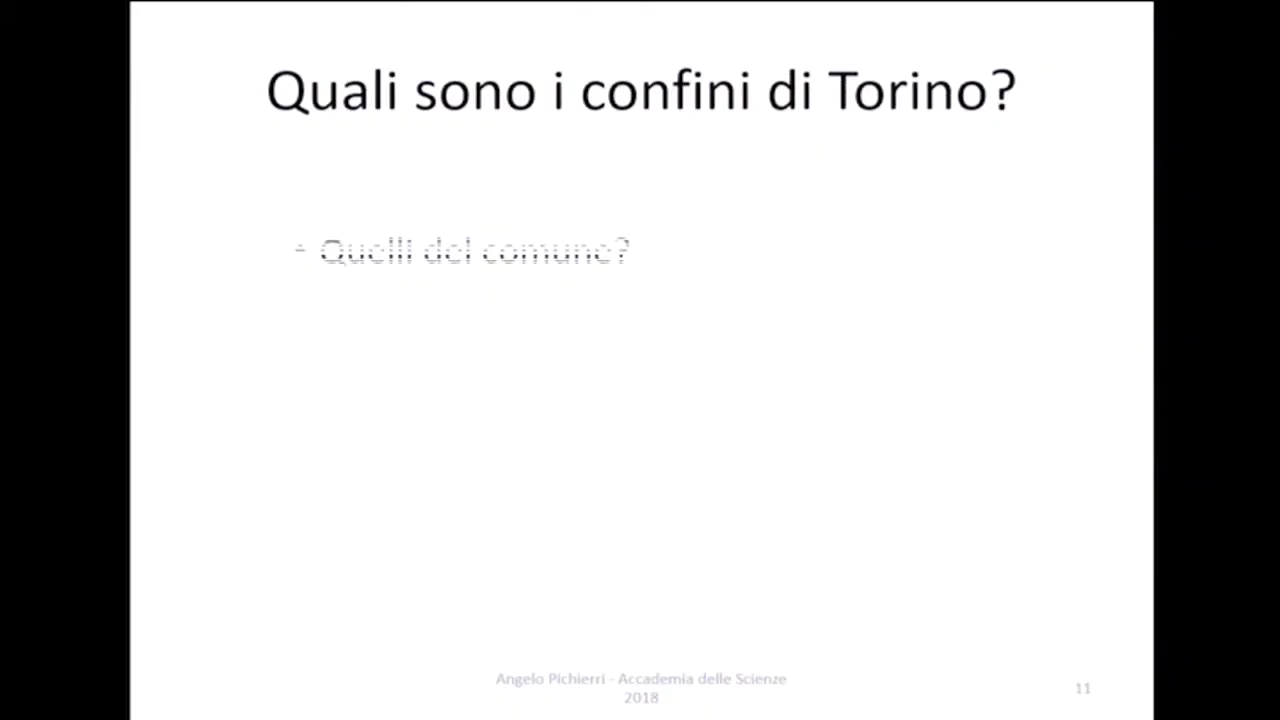 Quali sono i confini di Torino?
• Quelli del comune?
Angelo Pichierri - Accademia delle Scienze
2018
11